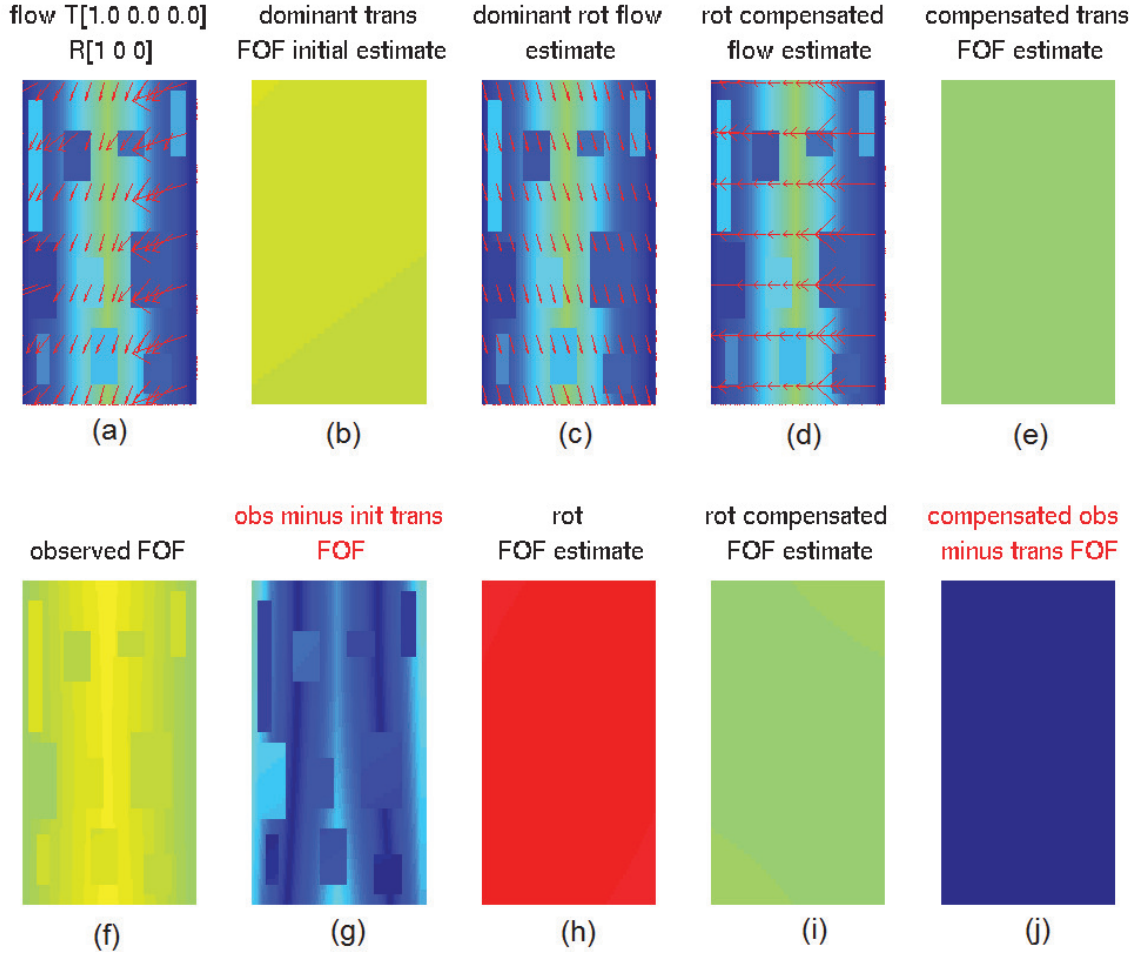 flow T[1.0 0.0 0.0]
R[1 0 0]
dominant trans
FOF initial estimate
dominant rot flow
estimate
rot compensated
flow estimate
compensated trans
FOF estimate
(a)
(b)
(c)
(d)
(e)
observed FOF
obs minus init trans
FOF
rot
FOF estimate
rot compensated
FOF estimate
compensated obs
minus trans FOF
(f)
(g)
(h)
(i)
(j)